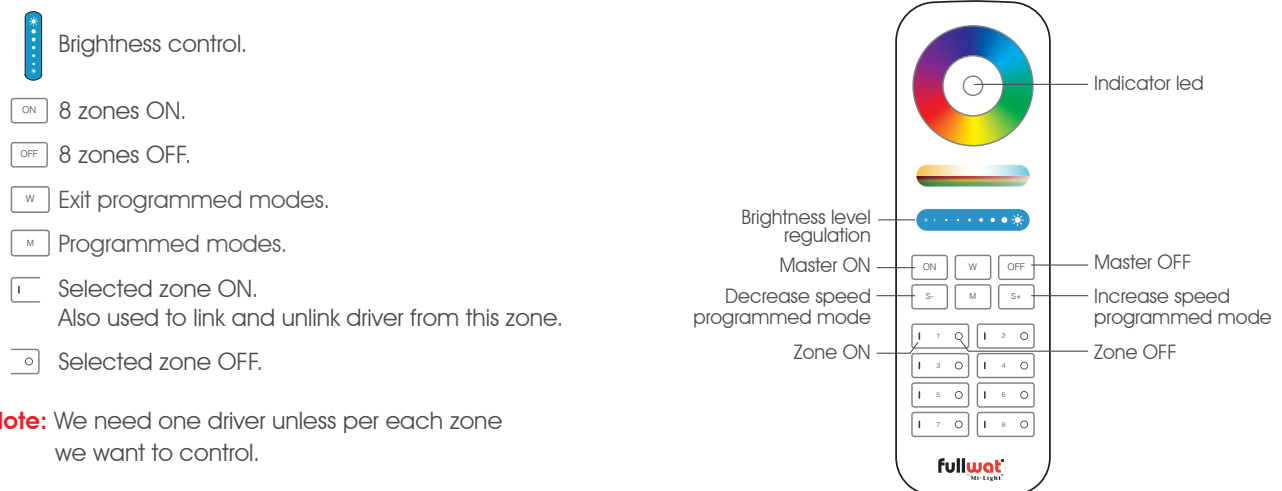 Brightness control.
ON 8 zones ON.
OFF 8 zones OFF.
W Exit programmed modes.
M Programmed modes.
I Selected zone ON.
Also used to link and unlink driver from this zone.
O Selected zone OFF.
Note: We need one driver unless per each zone
we want to control.
Indicator led
Brightness level
regulation
Master ON
Master OFF
Decrease speed
programmed mode
Increase speed
programmed mode
Zone ON
Zone OFF
ON W OFF
S- M S+
I 1 O I 2 O
I 3 O I 4 O
I 5 O I 6 O
I 7 O I 8 O
fullwat
Mi·Light